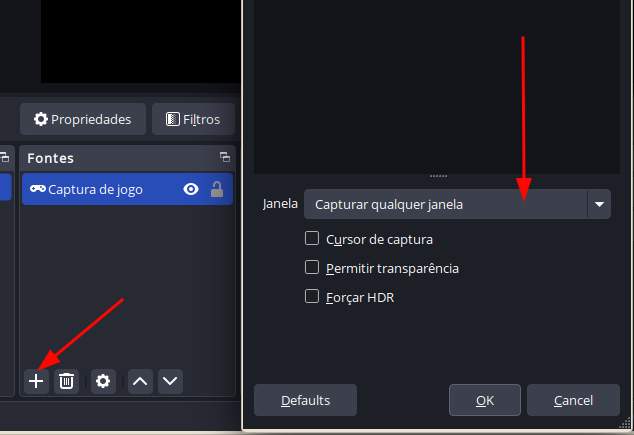 Propriedades
Filtros
Fontes
Captura de jogo
Janela
Capturar qualquer janela
Cursor de captura
Permitir transparência
Forçar HDR
Defaults
OK
Cancel